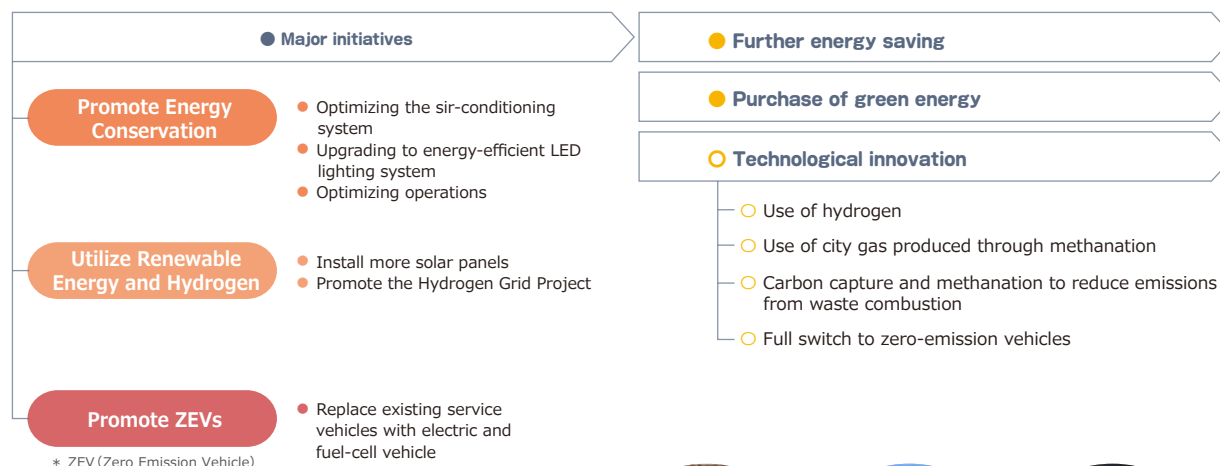 Major initiatives
Promote Energy
Conservation
Optimizing the sir-conditioning
system
Upgrading to energy-efficient LED
lighting system
Optimizing operations
Utilize Renewable
Energy and Hydrogen
Install more solar panels
Promote the Hydrogen Grid Project
Promote ZEVs
Replace existing service
vehicles with electric and
fuel-cell vehicle
* ZEV (Zero Emission Vehicle)
Further energy saving
Purchase of green energy
Technological innovation
Use of hydrogen
Use of city gas produced through methanation
Carbon capture and methanation to reduce emissions
from waste combustion
Full switch to zero-emission vehicles